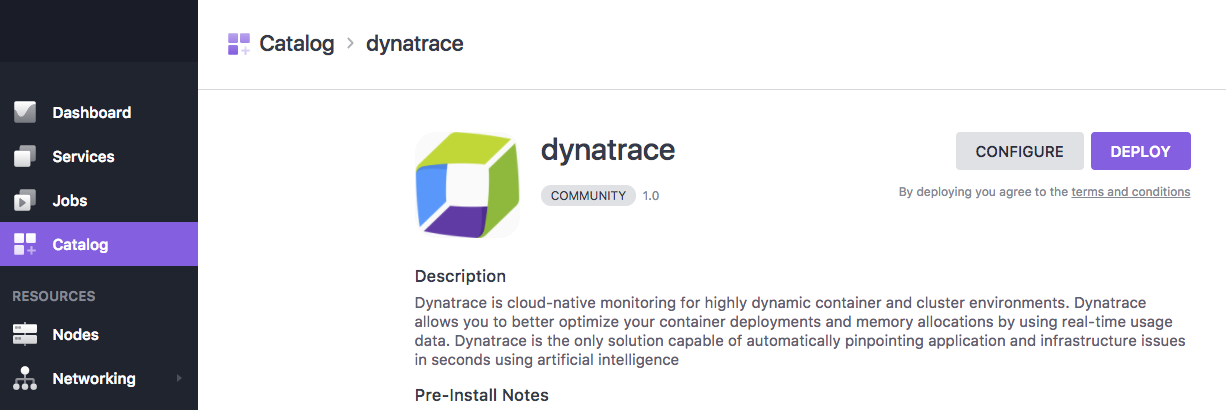 Catalog > dynatrace
Dashboard
Services
Jobs
Catalog
RESOURCES
Nodes
Networking
dynatrace
COMMUNITY 1.0
CONFIGURE DEPLOY
By deploying you agree to the terms and conditions
Description
Dynatrace is cloud-native monitoring for highly dynamic container and cluster environments. Dynatrace
allows you to better optimize your container deployments and memory allocations by using real-time usage
data. Dynatrace is the only solution capable of automatically pinpointing application and infrastructure issues
in seconds using artificial intelligence
Pre-Install Notes